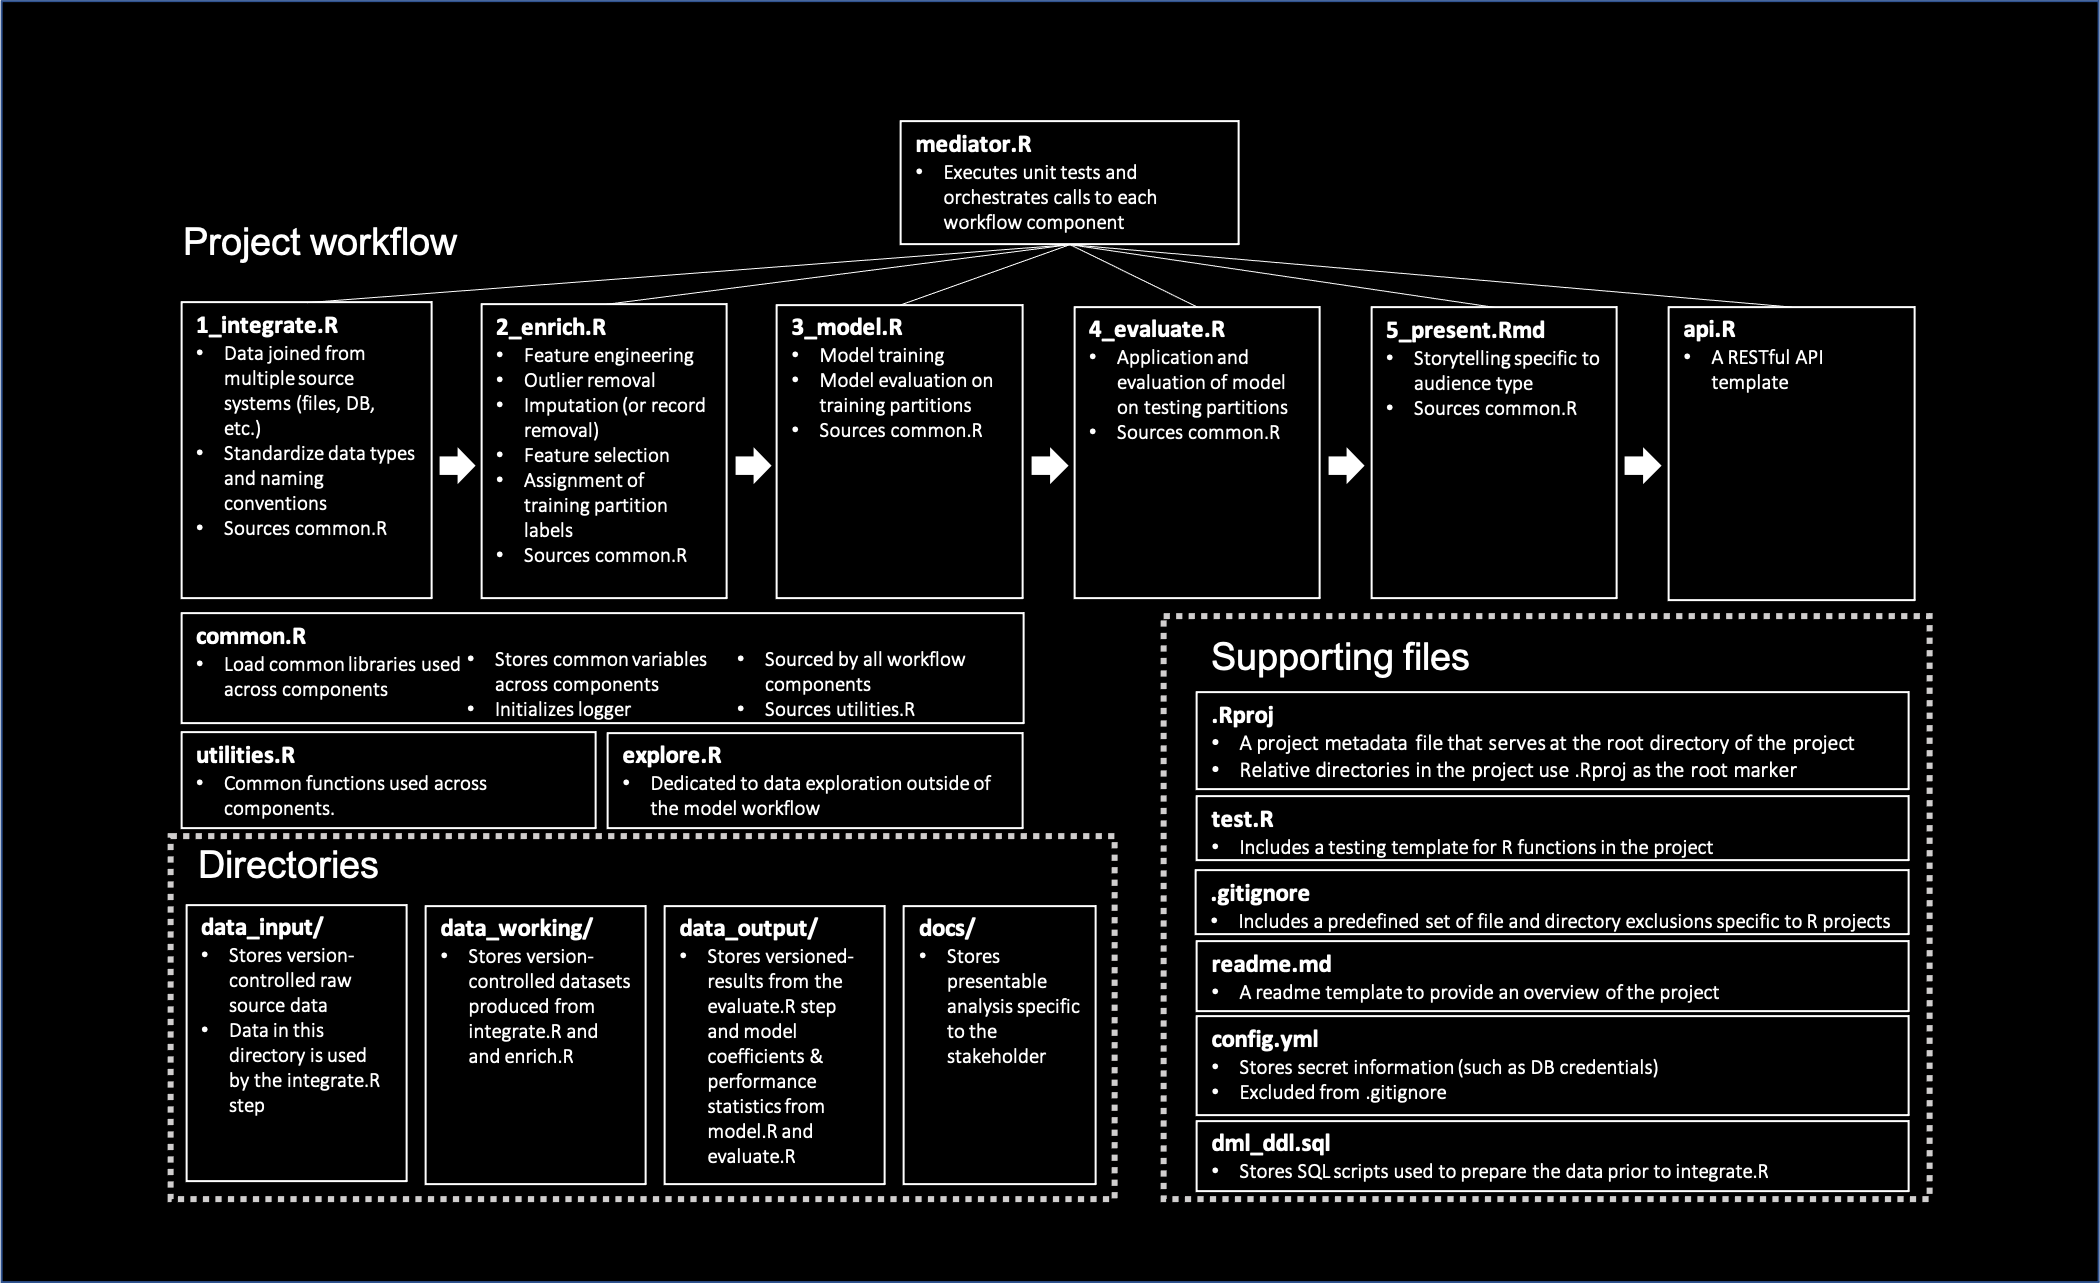 mediator.R
• Executes unit tests and
orchestrates calls to each
workflow component
Project workflow
1_integrate.R
• Data joined from
multiple source
systems (files, DB,
etc.)
• Standardize data types
and naming
conventions
• Sources common.R
2_enrich.R
• Feature engineering
• Outlier removal
• Imputation (or record
removal)
• Feature selection
• Assignment of
training partition
labels
• Sources common.R
3_model.R
• Model training
• Model evaluation on
training partitions
• Sources common.R
4_evaluate.R
• Application and
evaluation of model
on testing partitions
• Sources common.R
5_present.Rmd
• Storytelling specific to
audience type
• Sources common.R
api.R
• A RESTful API
template
common.R
• Load common libraries used
across components
• Stores common variables
across components
• Initializes logger
• Sourced by all workflow
components
• Sources utilities.R
utilities.R
• Common functions used across
components.
explore.R
• Dedicated to data exploration outside of
the model workflow
Directories
data_input/
• Stores version-
controlled raw
source data
• Data in this
directory is used
by the integrate.R
step
data_working/
• Stores version-
controlled datasets
produced from
integrate.R and
and enrich.R
data_output/
• Stores versioned-
results from the
evaluate.R step
and model
coefficients &
performance
statistics from
model.R and
evaluate.R
docs/
• Stores
presentable
analysis specific
to the
stakeholder
Supporting files
.Rproj
• A project metadata file that serves at the root directory of the project
• Relative directories in the project use .Rproj as the root marker
test.R
• Includes a testing template for R functions in the project
.gitignore
• Includes a predefined set of file and directory exclusions specific to R projects
readme.md
• A readme template to provide an overview of the project
config.yml
• Stores secret information (such as DB credentials)
• Excluded from .gitignore
dml_ddl.sql
• Stores SQL scripts used to prepare the data prior to integrate.R